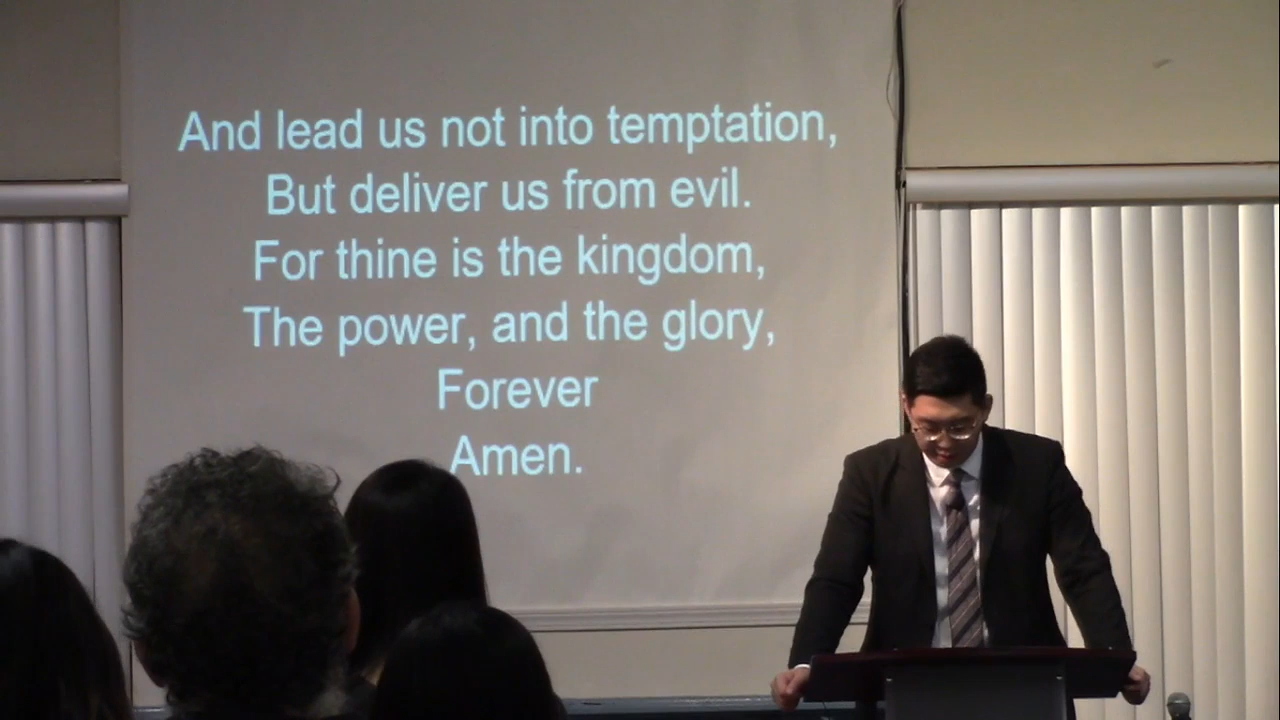 And lead us not into temptation,
But deliver us from evil.
For thine is the kingdom,
The power, and the glory,
Forever
Amen.